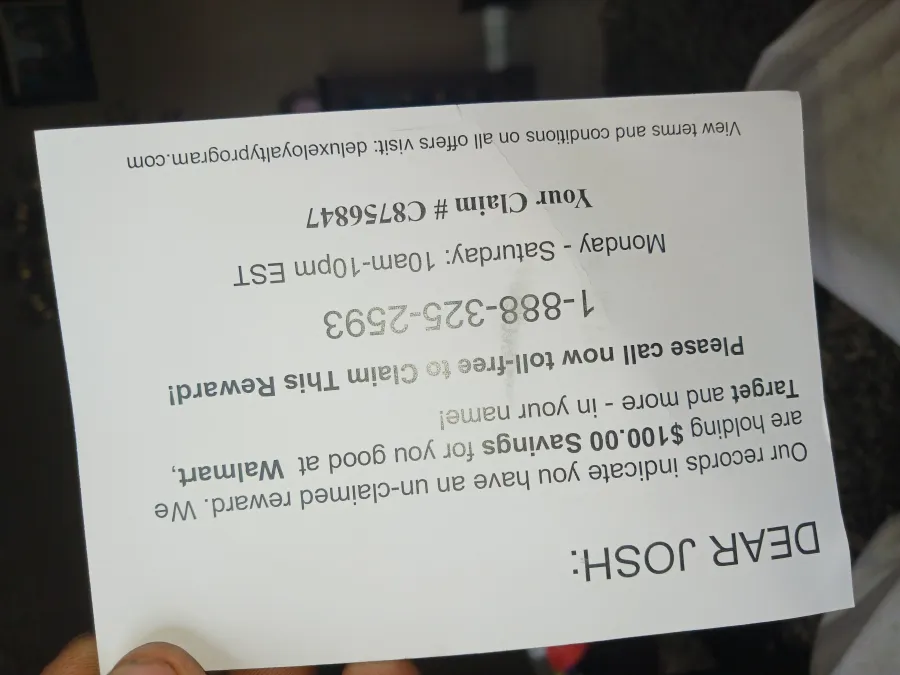 DEAR JOSH:
Our records indicate you have an un-claimed reward. We
are holding $100.00 Savings for you good at Walmart,
Target and more - in your name!
Please call now toll-free to Claim This Reward!
1-888-325-2593
Monday - Saturday: 10am-10pm EST
Your Claim # C8756847
View terms and conditions on all offers visit: deluxeloyaltyprogram.com